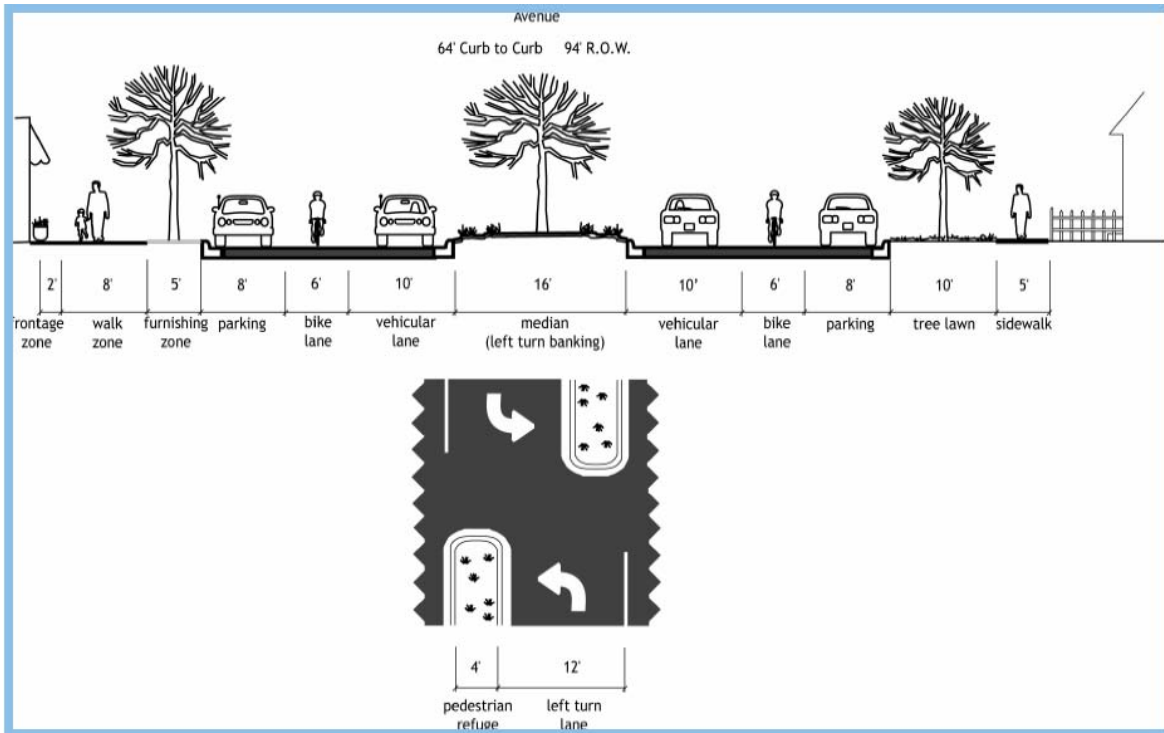 Avenue
64' Curb to Curb 94' R.O.W.
2' 8' 5' 8' 6' 10' 16' 10' 6' 8' 10' 5'
frontage zone
walk zone
furnishing zone
parking
bike lane
vehicular lane
median (left turn banking)
vehicular lane
bike lane
parking
tree lawn
sidewalk
4' 12'
pedestrian refuge
left turn lane